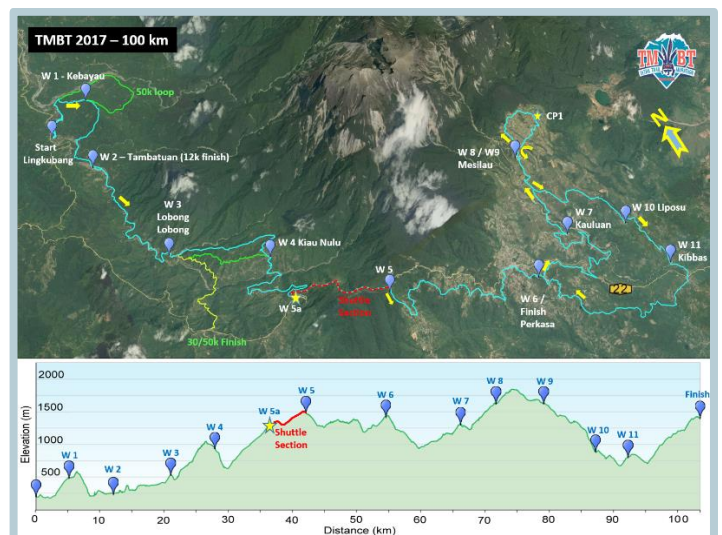 TMBT 2017 – 100 km
W 1 - Kebayau
50k loop
Start
Lingkubang
W 2 – Tambatuan (12k finish)
W 3
Lobong
Lobong
W 4 Kiau Nulu
30/50k Finish
W 5a
Shuttle
Section
W 5
TMBT
CP1
N
W 8 / W9
Mesilau
W 7
Kauluan
W 10 Liposu
W 11
Kibbas
22
W 6 /
Finish
Perkasa
Elevation (m)
2000
1500
1000
500
W 1
W 2
W 3
W 4
W 5a
Shuttle
Section
W 5
W 6
W 7
W 8
W 9
W 10
W 11
Finish
0 10 20 30 40 50 60 70 80 90 100
Distance (km)